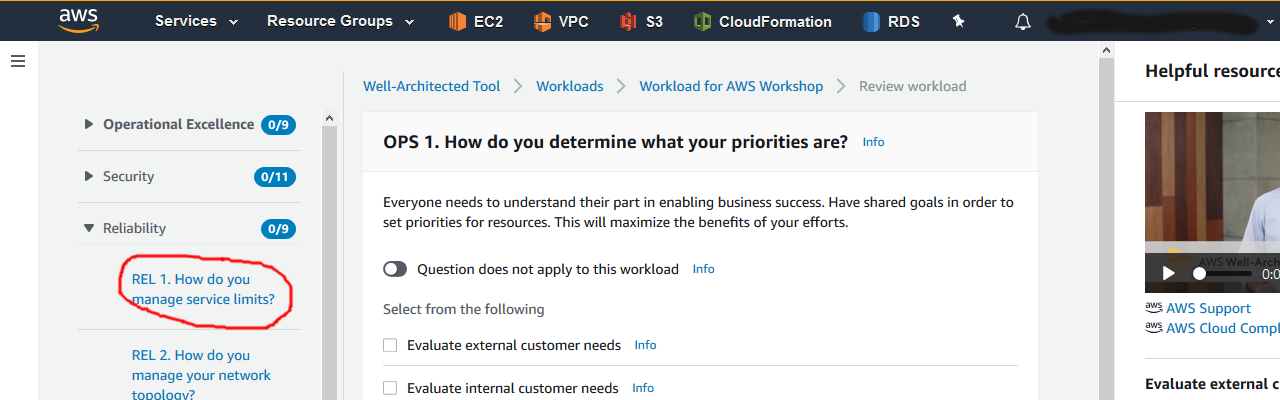 aws Services Resource Groups EC2 VPC S3 CloudFormation RDS
Well-Architected Tool Workloads Workload for AWS Workshop Review workload
Operational Excellence 0/9
Security 0/11
Reliability 0/9
REL 1. How do you
manage service limits?
REL 2. How do you
manage your network
topology?
OPS 1. How do you determine what your priorities are? Info
Everyone needs to understand their part in enabling business success. Have shared goals in order to
set priorities for resources. This will maximize the benefits of your efforts.
Question does not apply to this workload Info
Select from the following
Evaluate external customer needs Info
Evaluate internal customer needs Info
Helpful resource
AWS Well-Arch
0:0
aws AWS Support
aws AWS Cloud Compl
Evaluate external c